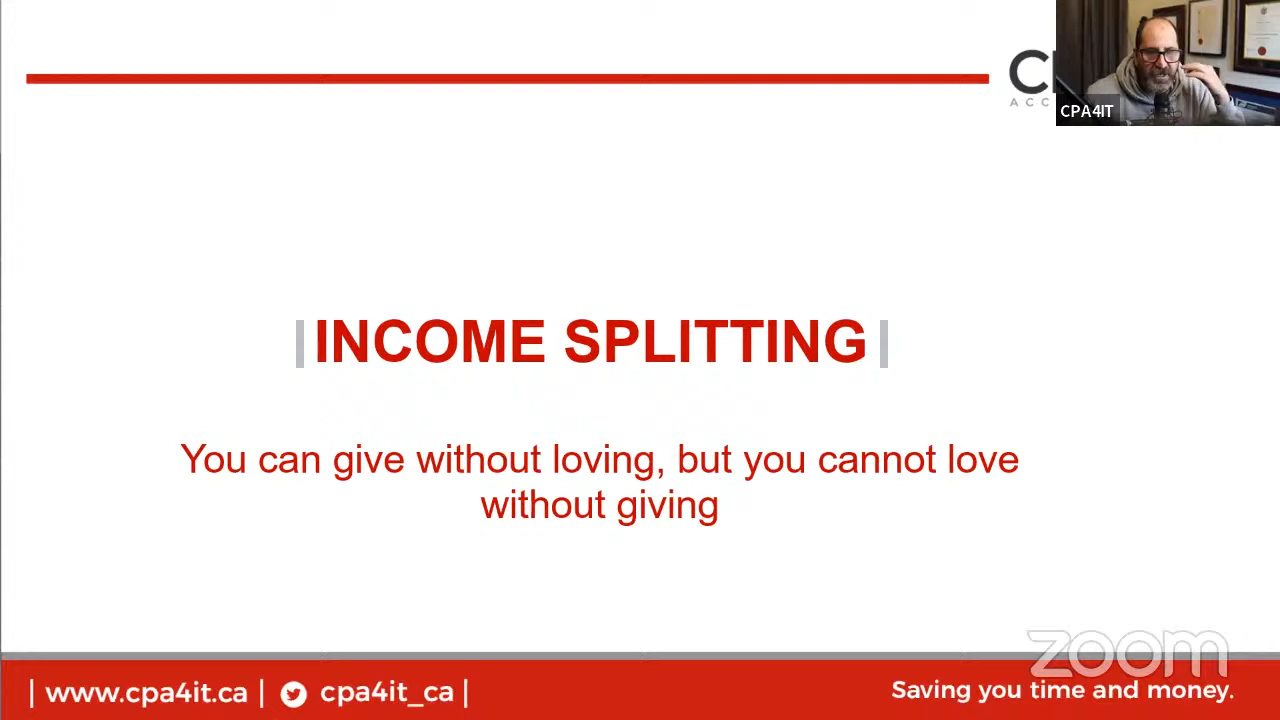 CPA4IT
INCOME SPLITTING
You can give without loving, but you cannot love
without giving
zoom
| www.cpa4it.ca | cpa4it_ca |
Saving you time and money.